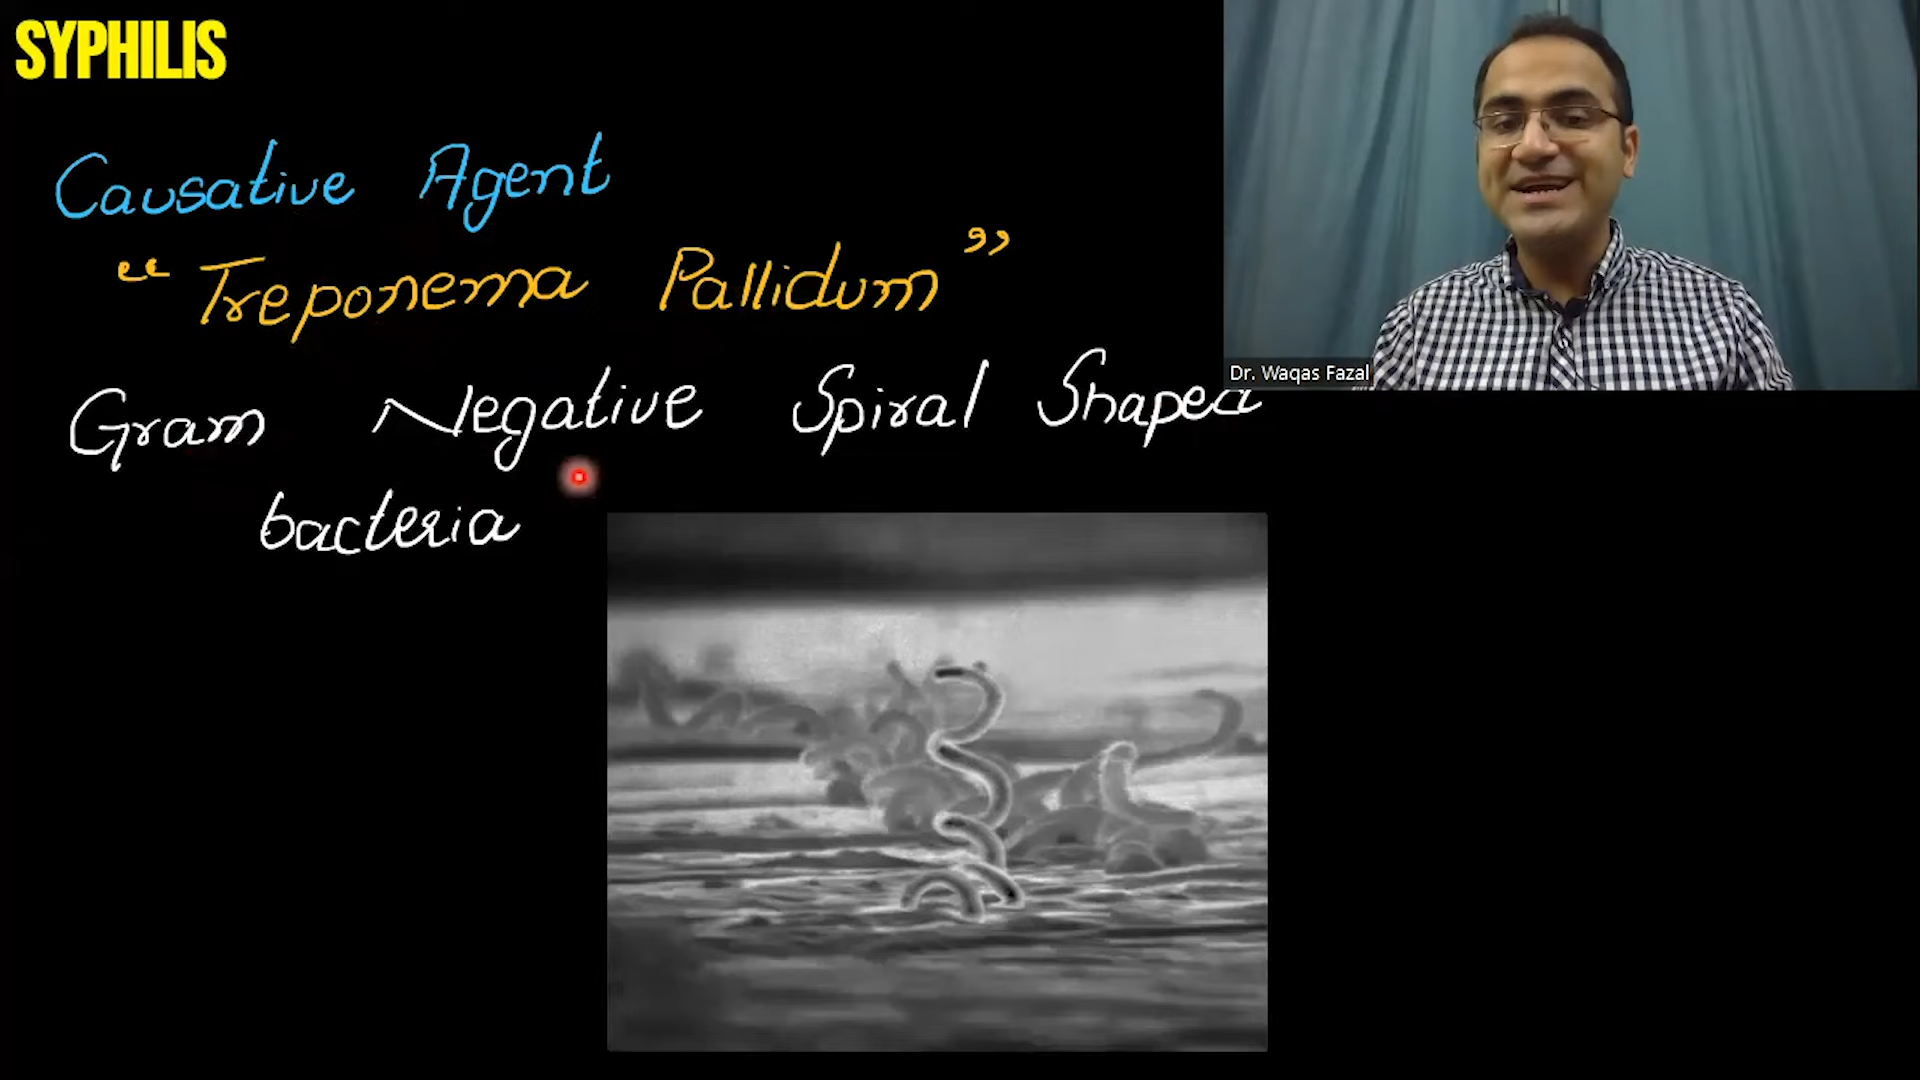 SYPHILIS
Causative Agent
“Treponema Pallidum”
Gram Negative Spiral Shaped
bacteria
Dr. Waqas Fazal